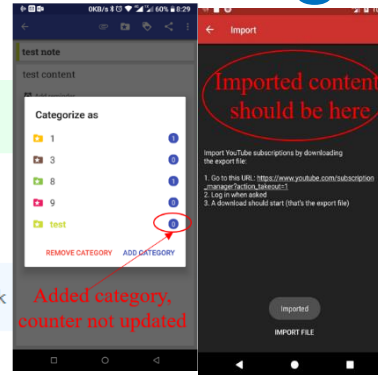 0KB/s 60% 8:29
test note
test content
Categorize as
1 1
3 0
8 1
9 0
test 0
REMOVE CATEGORY ADD CATEGORY
Added category,
counter not updated
k
Import
Imported content
should be here
Import YouTube subscriptions by downloading
the export file:
1. Go to this URL: https://www.youtube.com/subscription
_manager?action_takeout=1
2. Log in when asked
3. A download should start (that's the export file)
Imported
IMPORT FILE